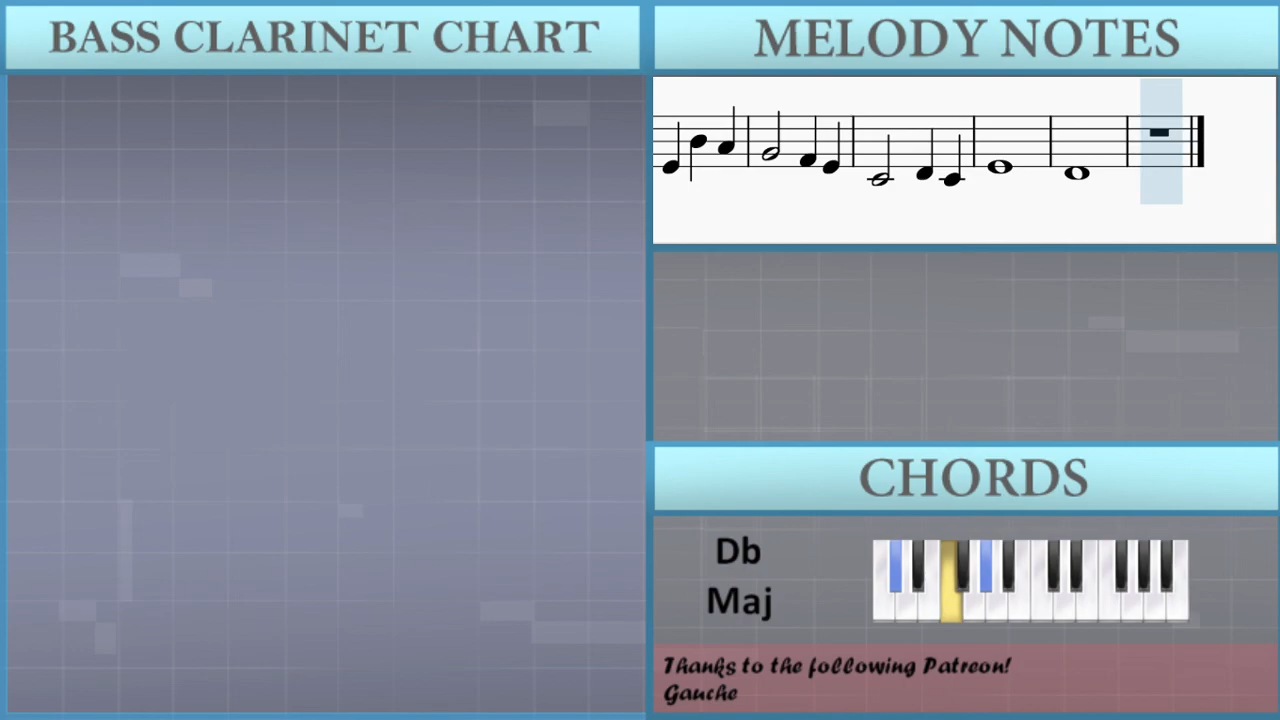 BASS CLARINET CHART
MELODY NOTES
CHORDS
Db
Maj
Thanks to the following Patreon!
Gauche